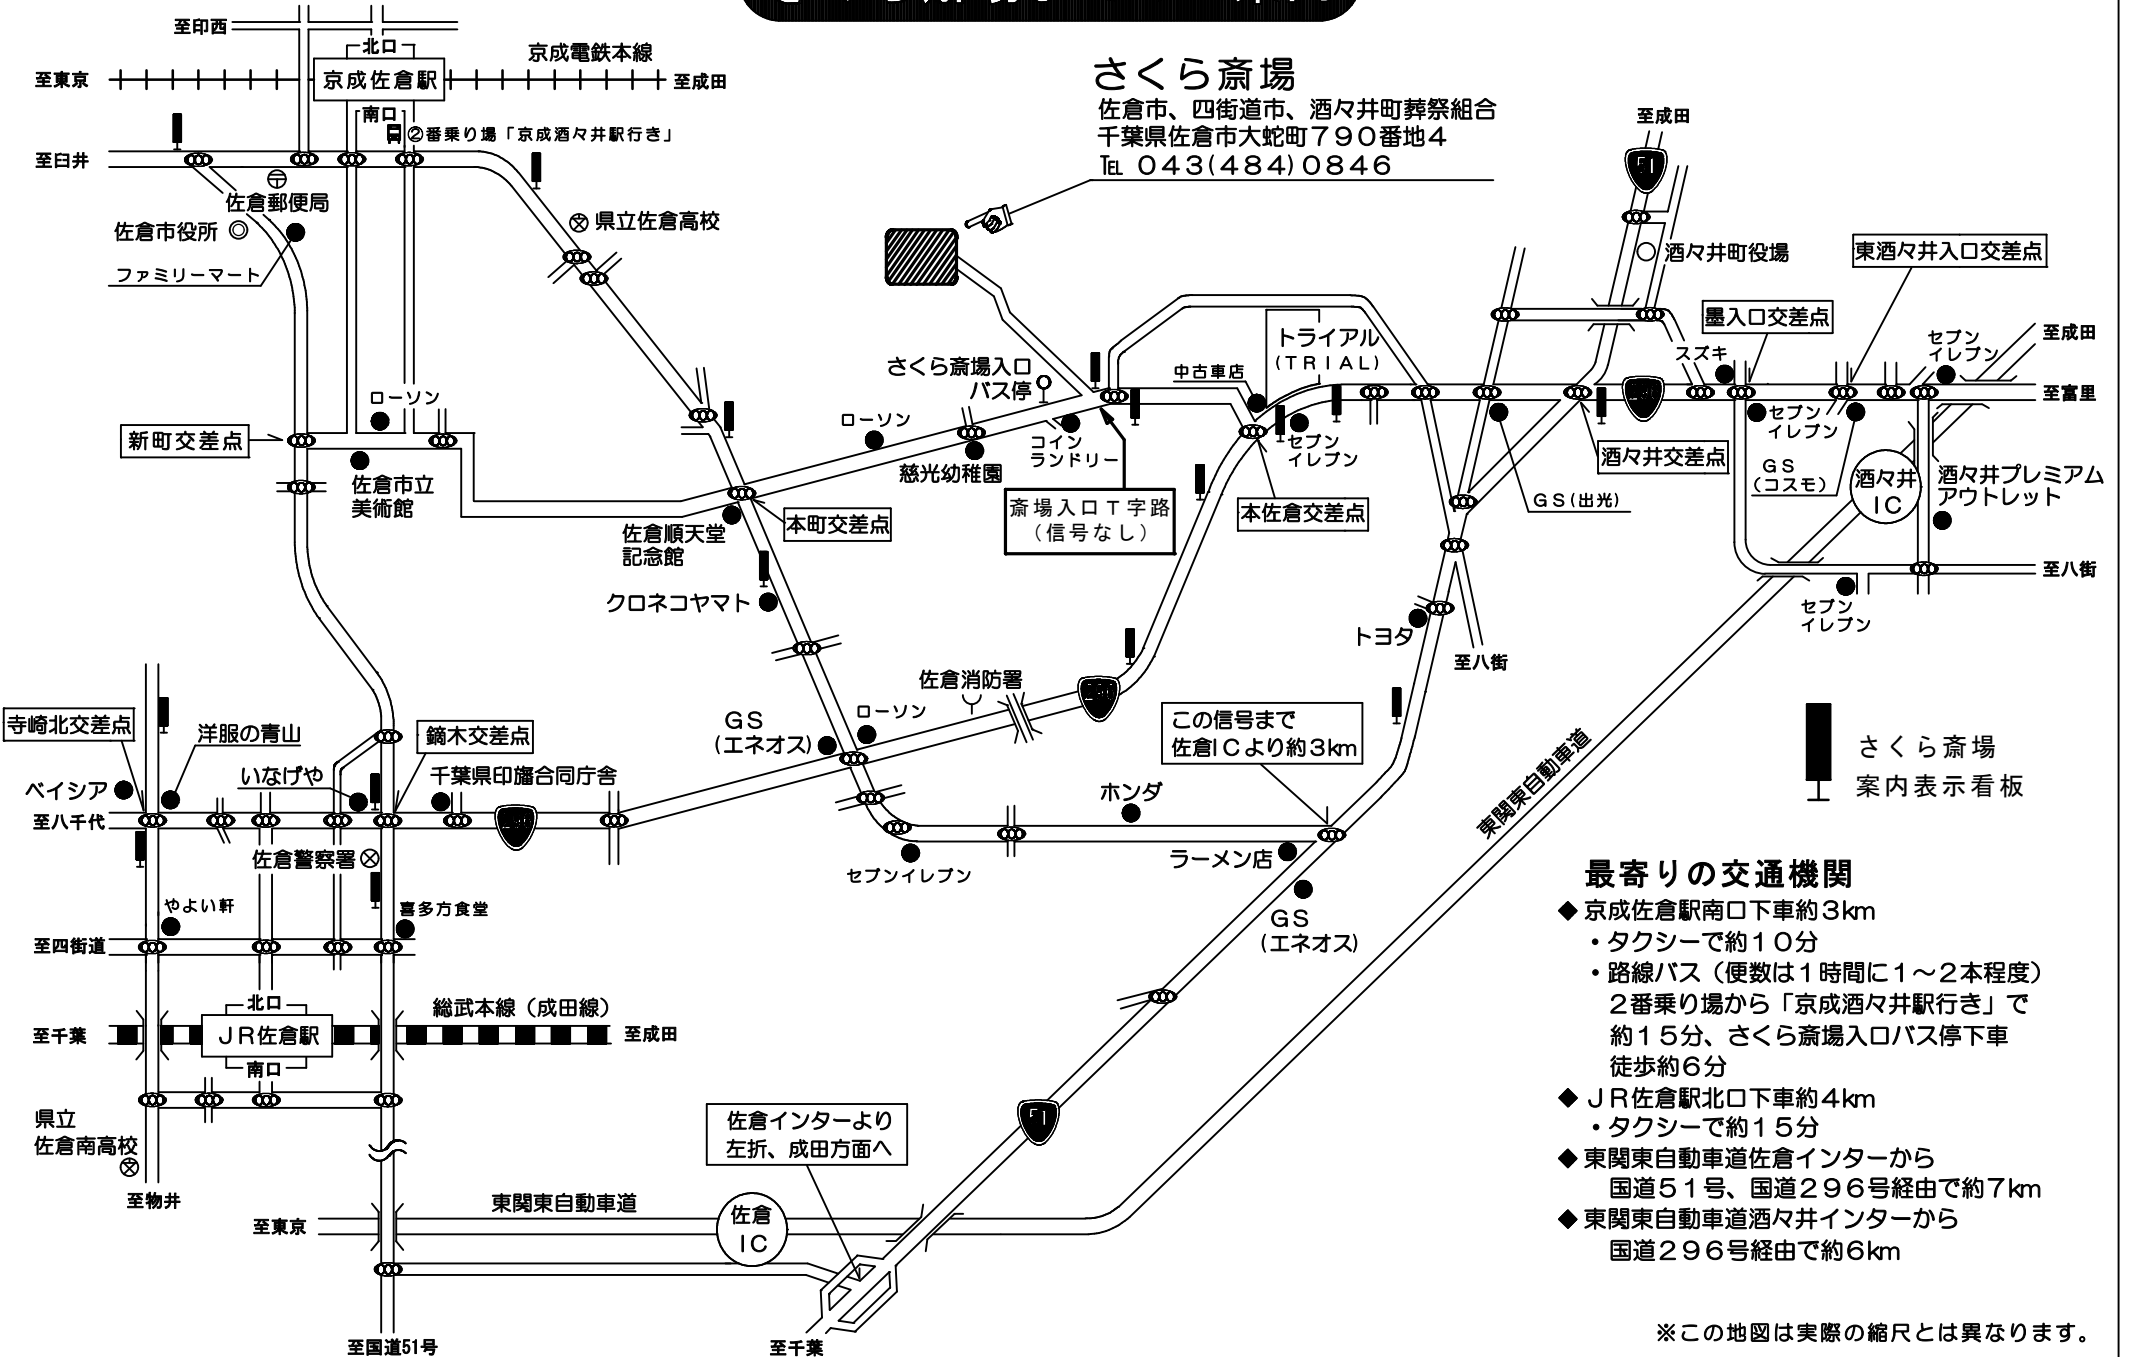 至印西
北口
京成電鉄本線
至東京
京成佐倉駅
至成田
南口
②番乗り場「京成酒々井駅行き」
至臼井
佐倉郵便局
佐倉市役所
ファミリーマート
県立佐倉高校
さくら斎場
佐倉市、四街道市、酒々井町葬祭組合
千葉県佐倉市大蛇町790番地4
℡ 043(484)0846
至成田
51
酒々井町役場
東酒々井入口交差点
墨入口交差点
スズキ
セブン
イレブン
至成田
至富里
トライアル
(TRIAL)
中古車店
さくら斎場入口
バス停
ローソン
ローソン
新町交差点
佐倉市立
美術館
慈光幼稚園
コイン
ランドリー
セブン
イレブン
セブン
イレブン
酒々井交差点
GS
(コスモ)
酒々井
IC
酒々井プレミアム
アウトレット
GS(出光)
斎場入口T字路
(信号なし)
本佐倉交差点
本町交差点
佐倉順天堂
記念館
クロネコヤマト
至八街
セブン
イレブン
トヨタ
至八街
佐倉消防署
ローソン
GS
(エネオス)
この信号まで
佐倉ICより約3km
寺崎北交差点
洋服の青山
鏑木交差点
ベイシア
いなげや
千葉県印旛合同庁舎
至八千代
ホンダ
佐倉警察署
セブンイレブン
ラーメン店
GS
(エネオス)
東関東自動車道
さくら斎場
案内表示看板
やよい軒
喜多方食堂
至四街道
北口
総武本線（成田線）
至千葉
JR佐倉駅
至成田
南口
県立
佐倉南高校
至物井
51
佐倉インターより
左折、成田方面へ
東関東自動車道
至東京
佐倉
IC
至国道51号
至千葉
最寄りの交通機関
◆京成佐倉駅南口下車約3km
・タクシーで約10分
・路線バス（便数は1時間に1～2本程度）
2番乗り場から「京成酒々井駅行き」で
約15分、さくら斎場入口バス停下車
徒歩約6分
◆JR佐倉駅北口下車約4km
・タクシーで約15分
◆東関東自動車道佐倉インターから
国道51号、国道296号経由で約7km
◆東関東自動車道酒々井インターから
国道296号経由で約6km
※この地図は実際の縮尺とは異なります。